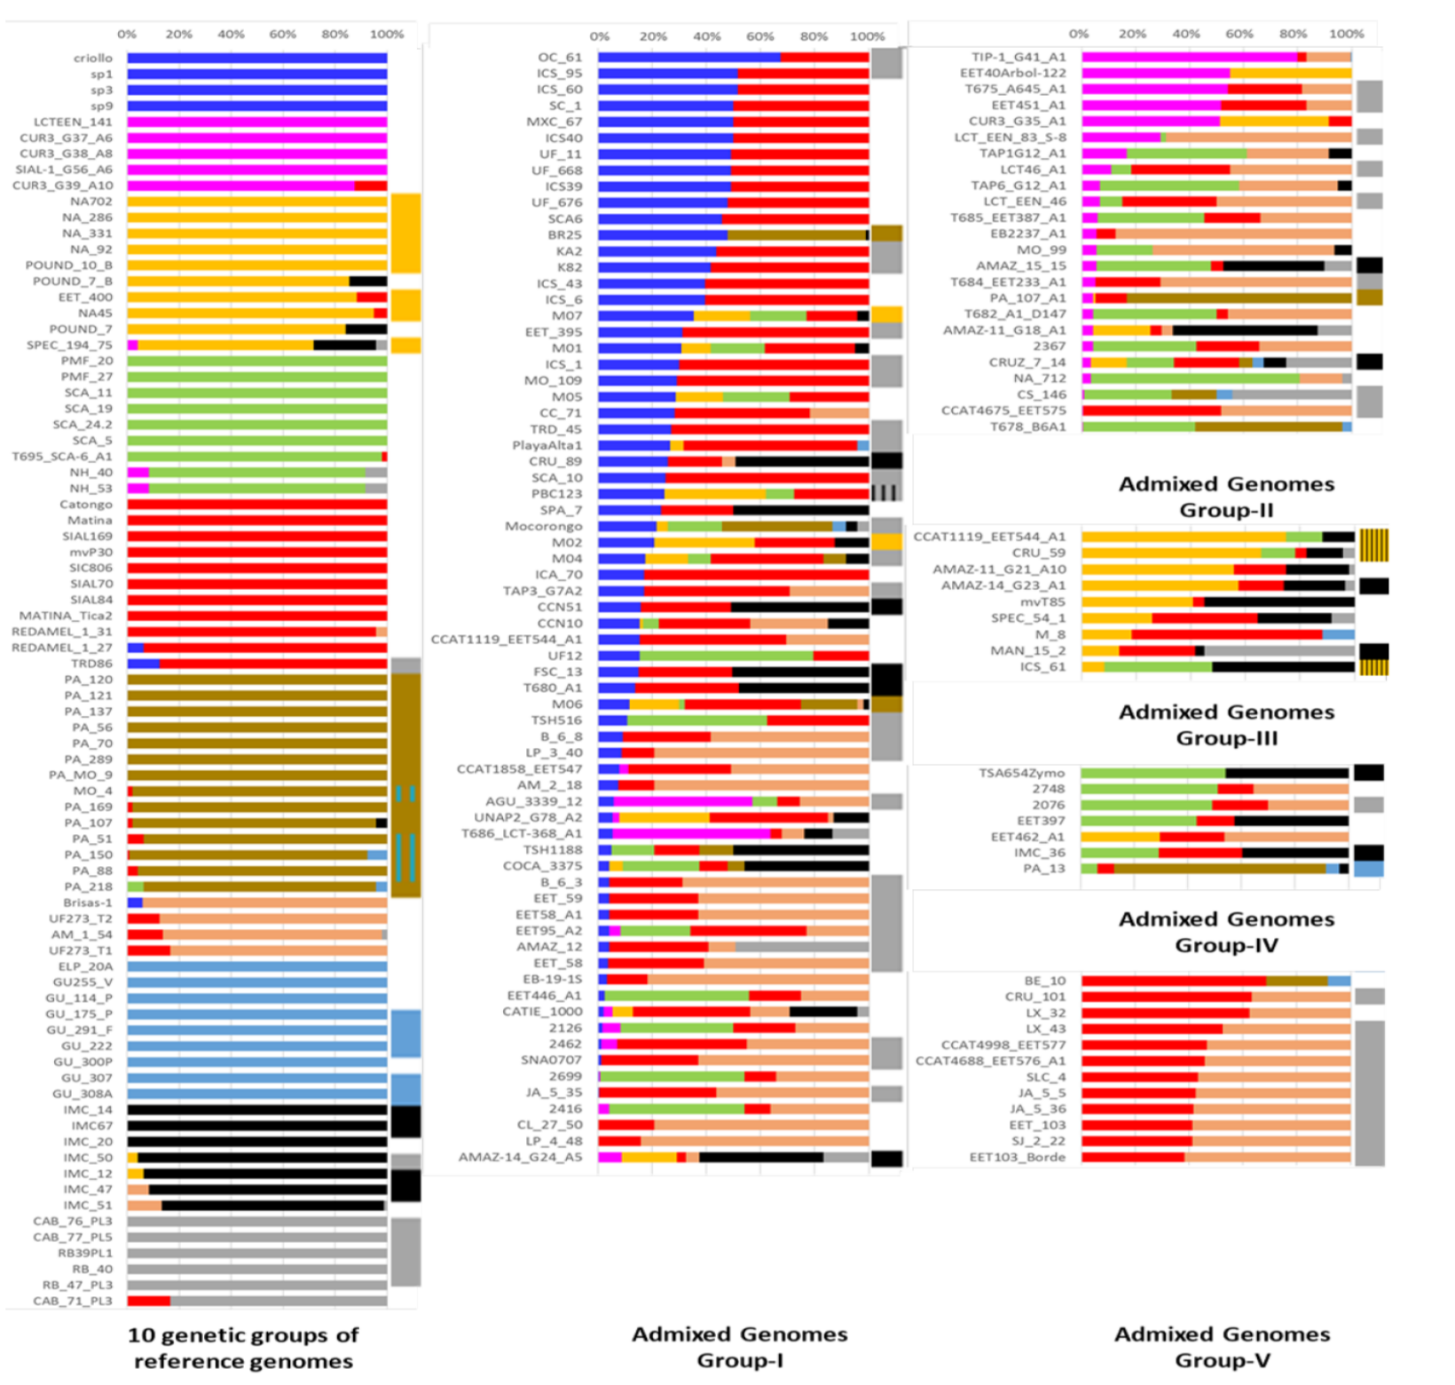 0% 20% 40% 60% 80% 100%
criollo
sp1
sp3
sp9
LCTEEN_141
CUR3_G37_A6
CUR3_G38_A8
SIAL-1_G56_A6
CUR3_G39_A10
NA702
NA_286
NA_331
NA_92
POUND_10_B
POUND_7_B
EET_400
NA45
POUND_7
SPEC_194_75
PMF_20
PMF_27
SCA_11
SCA_19
SCA_24.2
SCA_5
T695_SCA-6_A1
NH_40
NH_53
Catongo
Matina
SIAL169
mvP30
SIC806
SIAL70
SIAL84
MATINA_Tica2
REDAMEL_1_31
REDAMEL_1_27
TRD86
PA_120
PA_121
PA_137
PA_56
PA_70
PA_289
PA_MO_9
MO_4
PA_169
PA_107
PA_51
PA_150
PA_88
PA_218
Brisas-1
UF273_T2
AM_1_54
UF273_T1
ELP_20A
GU255_V
GU_114_P
GU_175_P
GU_291_F
GU_222
GU_300P
GU_307
GU_308A
IMC_14
IMC67
IMC_20
IMC_50
IMC_12
IMC_47
IMC_51
CAB_76_PL3
CAB_77_PL5
RB39PL1
RB_40
RB_47_PL3
CAB_71_PL3
10 genetic groups of
reference genomes
0% 20% 40% 60% 80% 100%
OC_61
ICS_95
ICS_60
SC_1
MXC_67
ICS40
UF_11
UF_668
ICS39
UF_676
SCA6
BR25
KA2
K82
ICS_43
ICS_6
M07
EET_395
M01
ICS_1
MO_109
M05
CC_71
TRD_45
PlayaAlta1
CRU_89
SCA_10
PBC123
SPA_7
Mocorongo
M02
M04
ICA_70
TAP3_G7A2
CCN51
CCN10
CCAT1119_EET544_A1
UF12
FSC_13
T680_A1
M06
TSH516
B_6_8
LP_3_40
CCAT1858_EET547
AM_2_18
AGU_3339_12
UNAP2_G78_A2
T686_LCT-368_A1
TSH1188
COCA_3375
B_6_3
EET_59
EET58_A1
EET95_A2
AMAZ_12
EET_58
EB-19-1S
EET446_A1
CATIE_1000
2126
2462
SNA0707
2699
JA_5_35
2416
CL_27_50
LP_4_48
AMAZ-14_G24_A5
Admixed Genomes
Group-I
0% 20% 40% 60% 80% 100%
TIP-1_G41_A1
EET40Arbol-122
T675_A645_A1
EET451_A1
CUR3_G35_A1
LCT_EEN_83_S-8
TAP1G12_A1
LCT46_A1
TAP6_G12_A1
LCT_EEN_46
T685_EET387_A1
EB2237_A1
MO_99
AMAZ_15_15
T684_EET233_A1
PA_107_A1
T682_A1_D147
AMAZ-11_G18_A1
2367
CRUZ_7_14
NA_712
CS_146
CCAT4675_EET575
T678_B6A1
Admixed Genomes
Group-II
CCAT1119_EET544_A1
CRU_59
AMAZ-11_G21_A10
AMAZ-14_G23_A1
mvT85
SPEC_54_1
M_8
MAN_15_2
ICS_61
Admixed Genomes
Group-III
TSA654Zymo
2748
2076
EET397
EET462_A1
IMC_36
PA_13
Admixed Genomes
Group-IV
BE_10
CRU_101
LX_32
LX_43
CCAT4998_EET577
CCAT4688_EET576_A1
SLC_4
JA_5_5
JA_5_36
EET_103
SJ_2_22
EET103_Borde
Admixed Genomes
Group-V